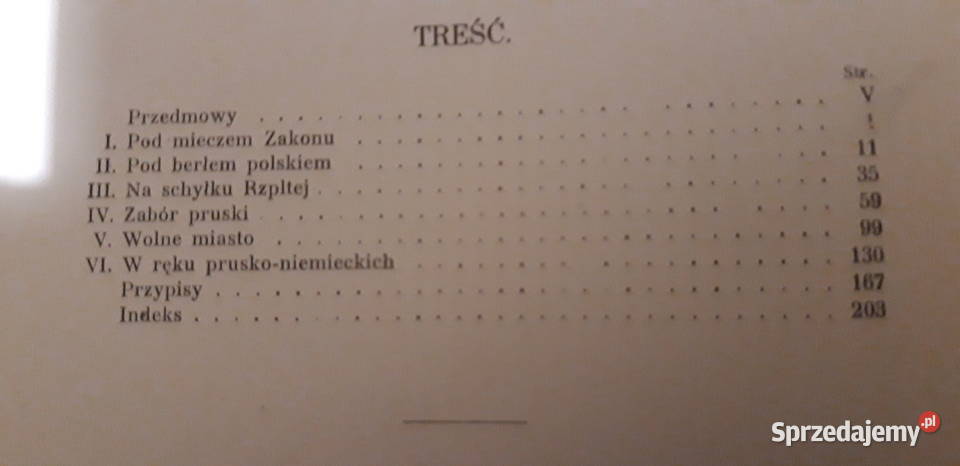 TREŚĆ.
Str.
Przedmowy . . . . . . . . . . . . . . . . . . . . . . . . V
I. Pod mieczem Zakonu . . . . . . . . . . . . . . . . . . . . 1
II. Pod berłem polskiem . . . . . . . . . . . . . . . . . . . . 11
III. Na schyłku Rzpltej . . . . . . . . . . . . . . . . . . . . 35
IV. Zabór pruski . . . . . . . . . . . . . . . . . . . . . . . 59
V. Wolne miasto . . . . . . . . . . . . . . . . . . . . . . . 99
VI. W ręku prusko-niemieckich . . . . . . . . . . . . . . . . 130
Przypisy . . . . . . . . . . . . . . . . . . . . . . . . . 167
Indeks . . . . . . . . . . . . . . . . . . . . . . . . . . 203
Sprzedajemy.pl